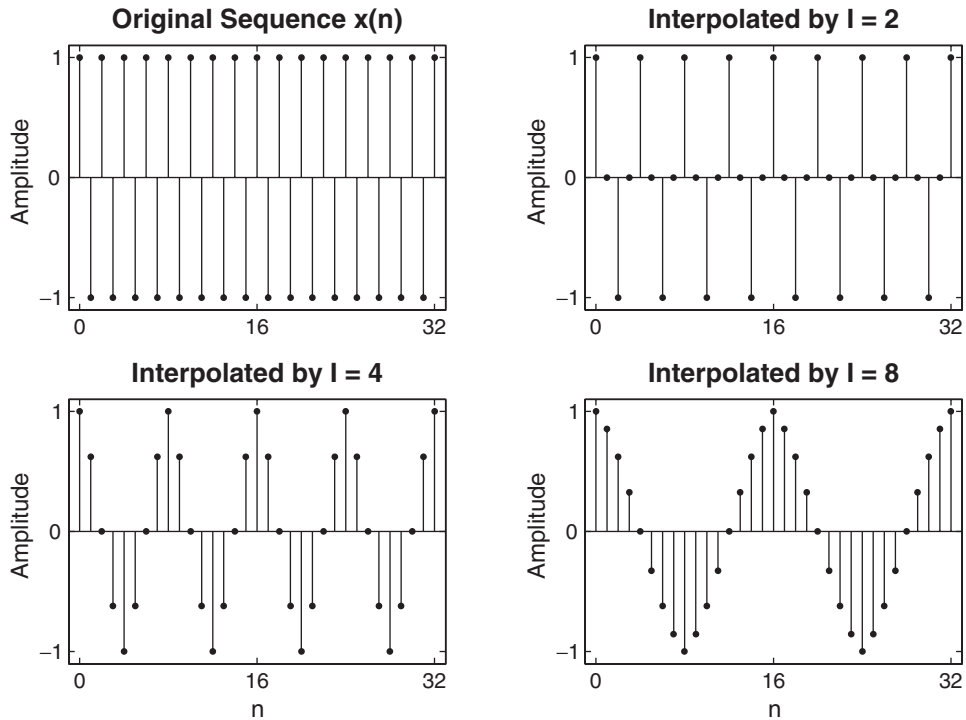 Original Sequence x(n)
Amplitude
1
0
−1
0 16 32
Interpolated by I = 2
Amplitude
1
0
−1
0 16 32
Interpolated by I = 4
Amplitude
1
0
−1
0 16 32
n
Interpolated by I = 8
Amplitude
1
0
−1
0 16 32
n